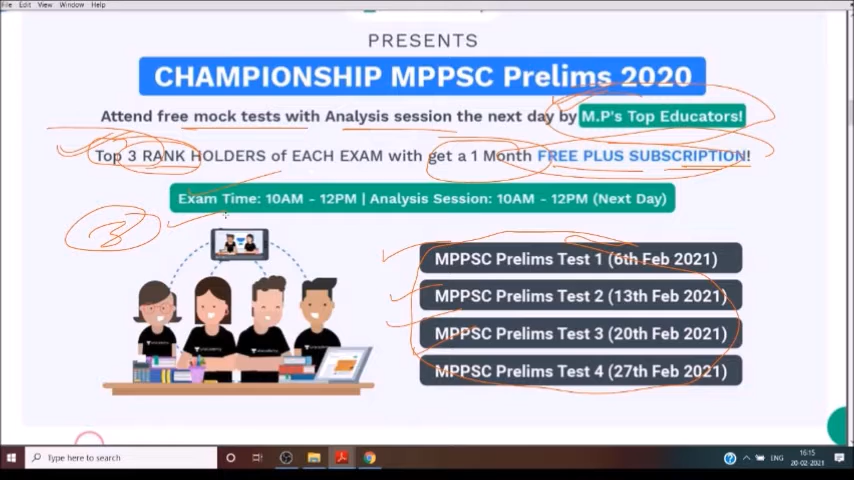 File Edit View Window Help
PRESENTS
CHAMPIONSHIP MPPSC Prelims 2020
Attend free mock tests with Analysis session the next day by M.P's Top Educators!
Top 3 RANK HOLDERS of EACH EXAM with get a 1 Month FREE PLUS SUBSCRIPTION!
Exam Time: 10AM - 12PM | Analysis Session: 10AM - 12PM (Next Day)
3
MPPSC Prelims Test 1 (6th Feb 2021)
MPPSC Prelims Test 2 (13th Feb 2021)
MPPSC Prelims Test 3 (20th Feb 2021)
MPPSC Prelims Test 4 (27th Feb 2021)
Type here to search
ENG
16:15
20-02-2021